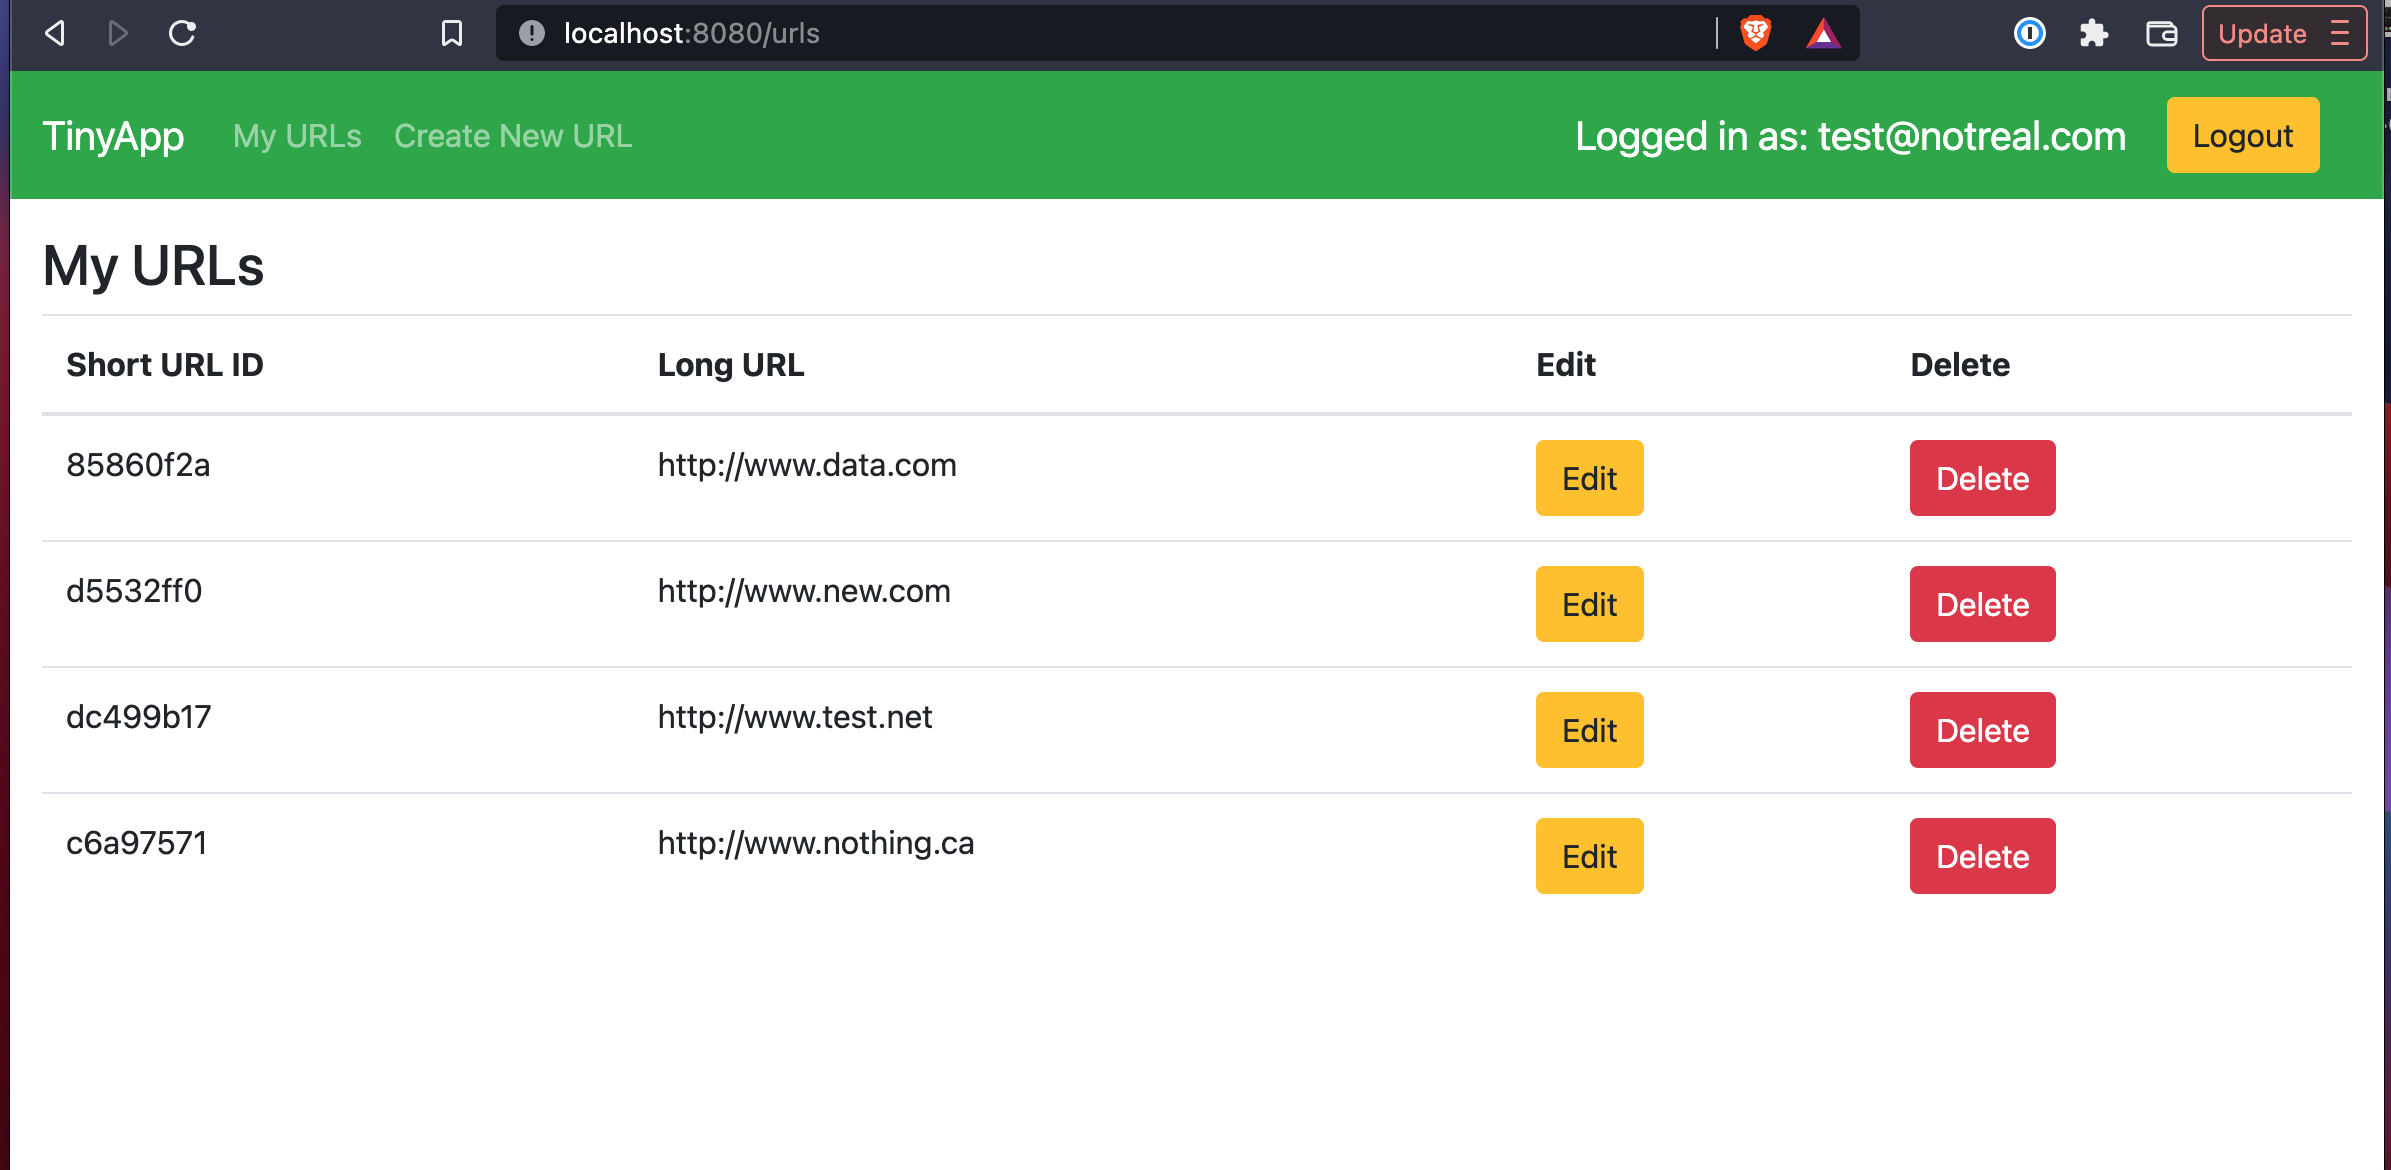 localhost:8080/urls
Update
TinyApp My URLs Create New URL Logged in as: test@notreal.com Logout
My URLs
Short URL ID Long URL Edit Delete
85860f2a http://www.data.com Edit Delete
d5532ff0 http://www.new.com Edit Delete
dc499b17 http://www.test.net Edit Delete
c6a97571 http://www.nothing.ca Edit Delete